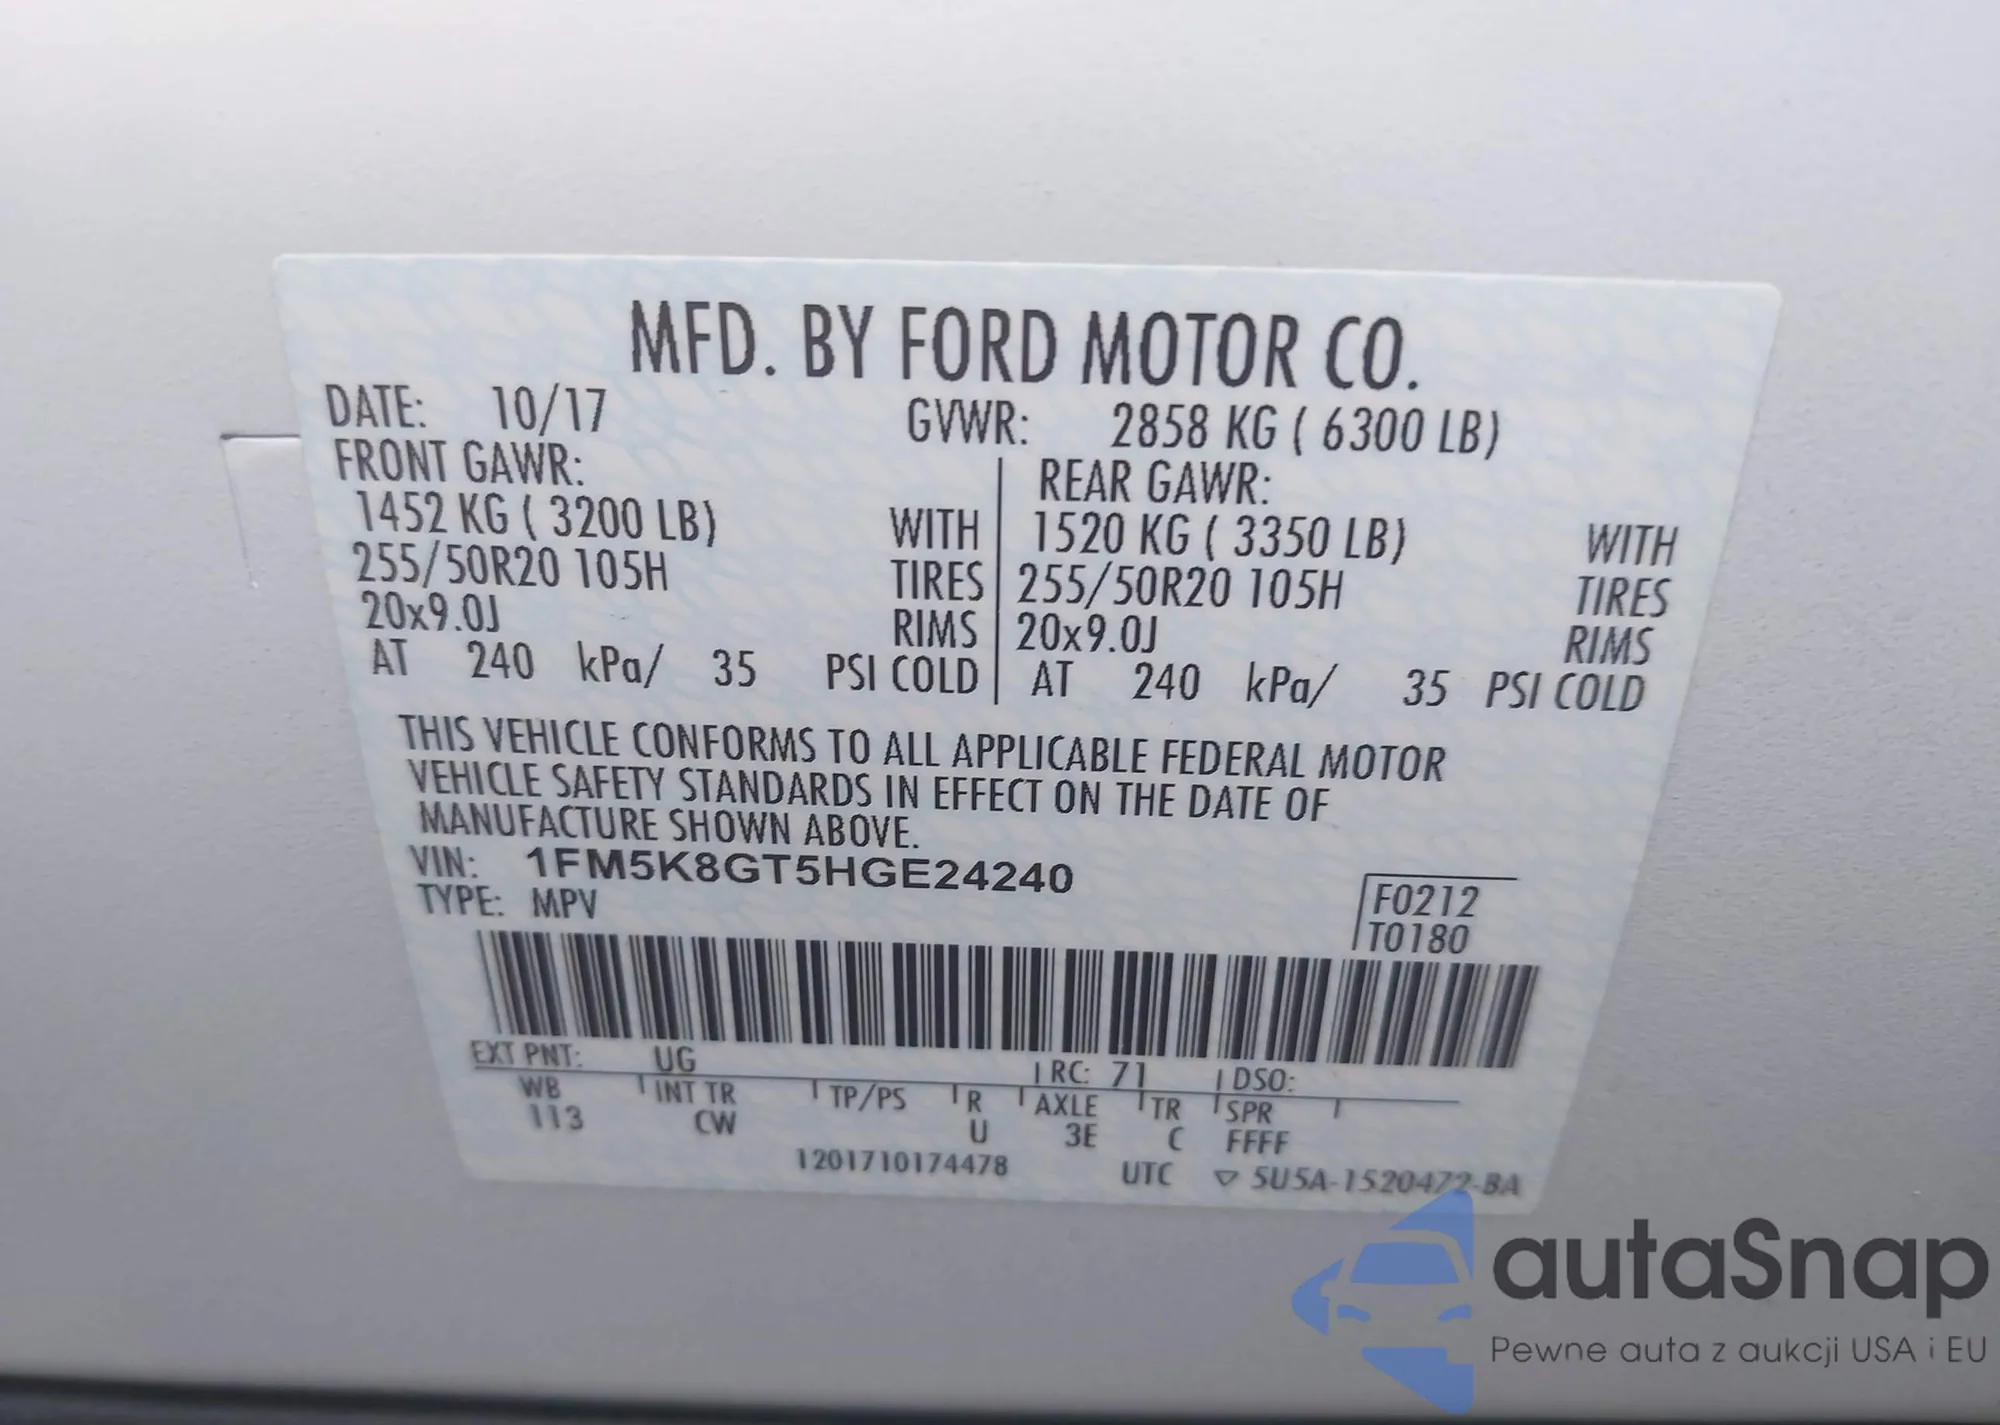 MFD. BY FORD MOTOR CO.
DATE: 10/17 GVWR: 2858 KG ( 6300 LB)
FRONT GAWR: REAR GAWR:
1452 KG ( 3200 LB) WITH 1520 KG ( 3350 LB) WITH
255/50R20 105H TIRES 255/50R20 105H TIRES
20x9.0J RIMS 20x9.0J RIMS
AT 240 kPa/ 35 PSI COLD AT 240 kPa/ 35 PSI COLD
THIS VEHICLE CONFORMS TO ALL APPLICABLE FEDERAL MOTOR
VEHICLE SAFETY STANDARDS IN EFFECT ON THE DATE OF
MANUFACTURE SHOWN ABOVE.
VIN: 1FM5K8GT5HGE24240
TYPE: MPV F0212
T0180
EXT PNT: UG RC: 71 DSO:
WB INT TR TP/PS R AXLE TR SPR
113 CW U 3E C FFFF
1201710174478 UTC ▽ 5U5A-1520472-BA
autaSnap
Pewne auta z aukcji USA i EU